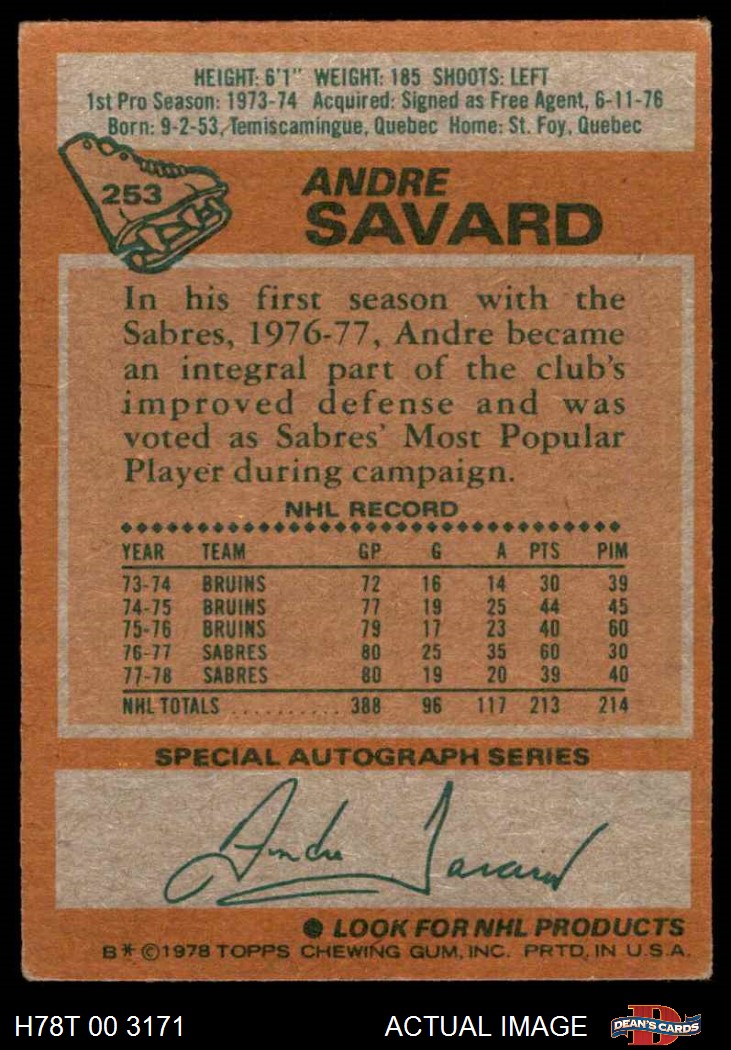 HEIGHT: 6'1" WEIGHT: 185 SHOOTS: LEFT
1st Pro Season: 1973-74 Acquired: Signed as Free Agent, 6-11-76
Born: 9-2-53, Temiscamingue, Quebec Home: St. Foy, Quebec
253
ANDRE
SAVARD
In his first season with the
Sabres, 1976-77, Andre became
an integral part of the club's
improved defense and was
voted as Sabres' Most Popular
Player during campaign.
NHL RECORD
YEAR TEAM GP G A PTS PIM
73-74 BRUINS 72 16 14 30 39
74-75 BRUINS 77 19 25 44 45
75-76 BRUINS 79 17 23 40 60
76-77 SABRES 80 25 35 60 30
77-78 SABRES 80 19 20 39 40
NHL TOTALS .......... 388 96 117 213 214
SPECIAL AUTOGRAPH SERIES
Andre Savard
● LOOK FOR NHL PRODUCTS
B* ©1978 TOPPS CHEWING GUM, INC. PRTD. IN U.S.A.
H78T 00 3171 ACTUAL IMAGE D DEAN'S CARDS